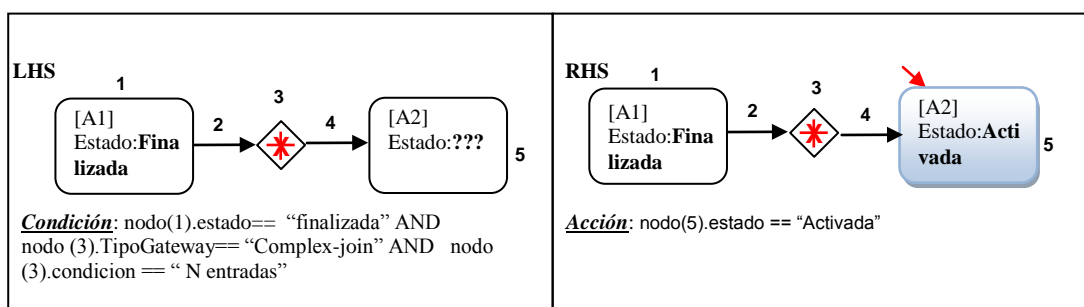 LHS
1
[A1]
Estado:Fina
lizada
2
3
4
[A2]
Estado:???
5
Condición: nodo(1).estado== “finalizada” AND
nodo (3).TipoGateway== “Complex-join” AND nodo
(3).condicion == “ N entradas”
RHS
1
[A1]
Estado:Fina
lizada
2
3
4
[A2]
Estado:Acti
vada
5
Acción: nodo(5).estado == “Activada”